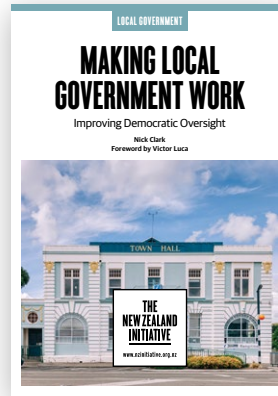 LOCAL GOVERNMENT
MAKING LOCAL
GOVERNMENT WORK
Improving Democratic Oversight
Nick Clark
Foreword by Victor Luca
TOWN HALL
THE
NEW ZEALAND
INITIATIVE
www.nzinitiative.org.nz